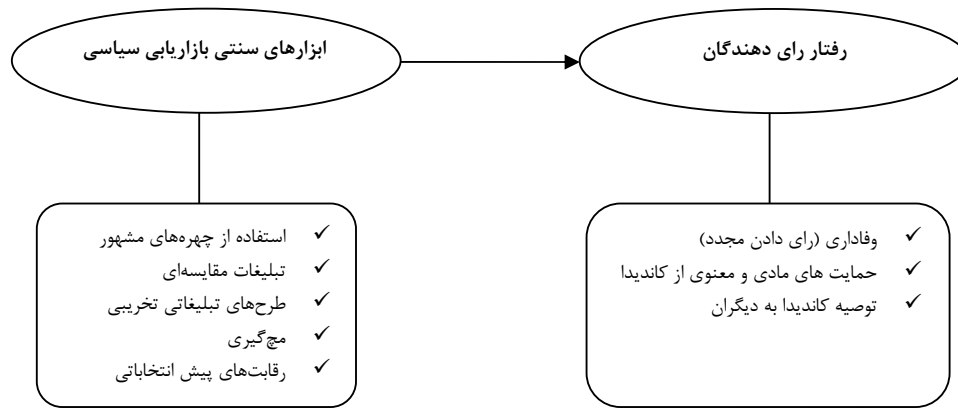 رفتار رای دهندگان
ابزارهای سنتی بازاریابی سیاسی
✓ وفاداری (رای دادن مجدد)
✓ حمایت های مادی و معنوی از کاندیدا
✓ توصیه کاندیدا به دیگران
✓ استفاده از چهره‌های مشهور
✓ تبلیغات مقایسه‌ای
✓ طرح‌های تبلیغاتی تخریبی
✓ مچ‌گیری
✓ رقابت‌های پیش انتخاباتی